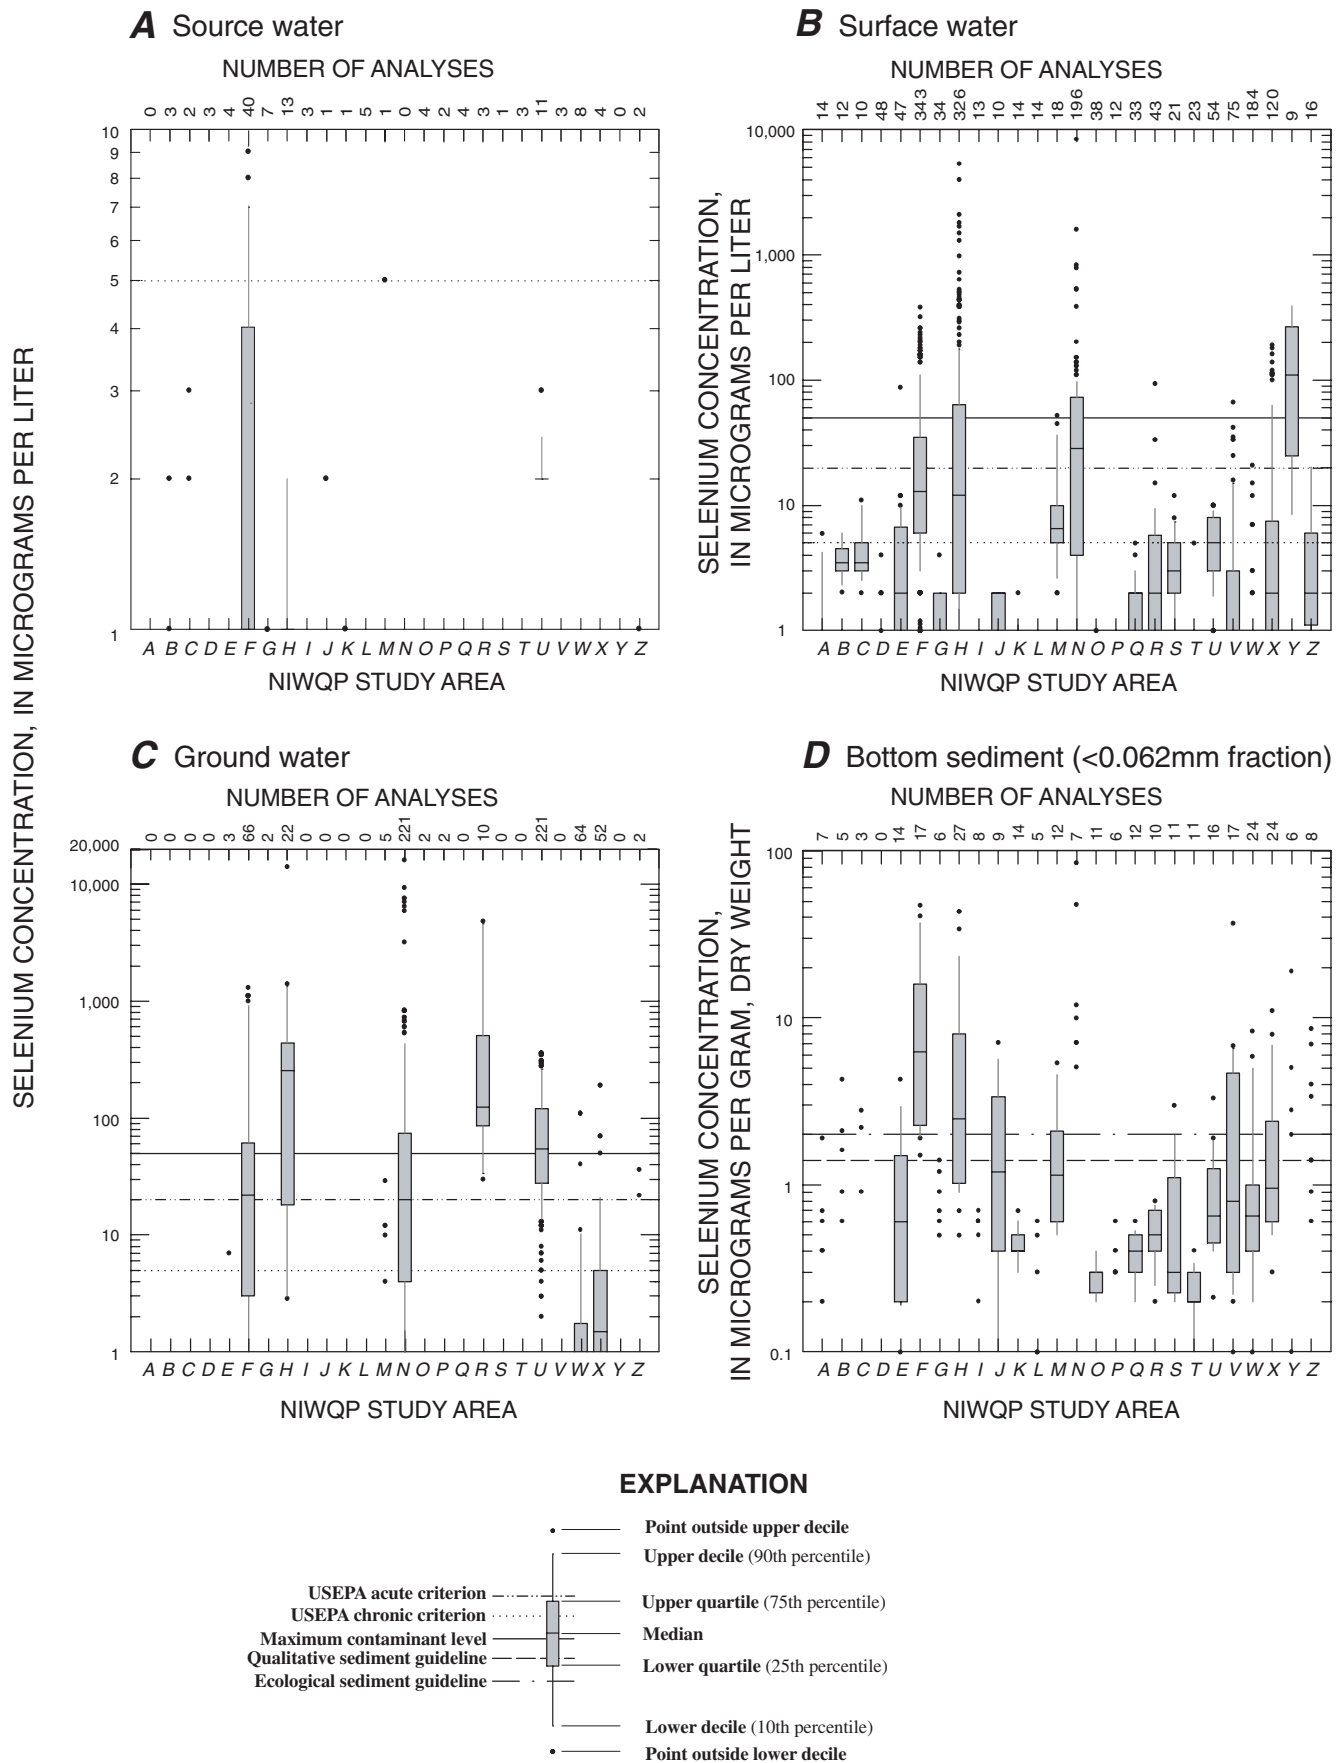 A Source water
NUMBER OF ANALYSES
0 3 2 3 4 40 7 13 3 1 1 5 1 0 4 2 4 3 1 3 11 3 8 4 0 2
10
9
8
7
6
5
4
3
2
1
A B C D E F G H I J K L M N O P Q R S T U V W X Y Z
NIWQP STUDY AREA
SELENIUM CONCENTRATION, IN MICROGRAMS PER LITER
B Surface water
NUMBER OF ANALYSES
14 12 10 48 47 343 34 326 13 10 14 14 18 196 38 12 33 43 21 23 54 75 184 120 9 16
SELENIUM CONCENTRATION,
IN MICROGRAMS PER LITER
10,000
1,000
100
10
1
A B C D E F G H I J K L M N O P Q R S T U V W X Y Z
NIWQP STUDY AREA
C Ground water
NUMBER OF ANALYSES
0 0 0 0 3 66 2 22 0 0 0 0 5 221 2 2 0 10 0 0 221 0 64 52 0 2
20,000
10,000
1,000
100
10
1
A B C D E F G H I J K L M N O P Q R S T U V W X Y Z
NIWQP STUDY AREA
D Bottom sediment (<0.062mm fraction)
NUMBER OF ANALYSES
7 5 3 0 14 17 6 27 8 9 14 5 12 7 11 6 12 10 11 11 16 17 24 24 6 8
SELENIUM CONCENTRATION,
IN MICROGRAMS PER GRAM, DRY WEIGHT
100
10
1
0.1
A B C D E F G H I J K L M N O P Q R S T U V W X Y Z
NIWQP STUDY AREA
EXPLANATION
Point outside upper decile
Upper decile (90th percentile)
USEPA acute criterion
Upper quartile (75th percentile)
USEPA chronic criterion
Median
Maximum contaminant level
Qualitative sediment guideline
Lower quartile (25th percentile)
Ecological sediment guideline
Lower decile (10th percentile)
Point outside lower decile